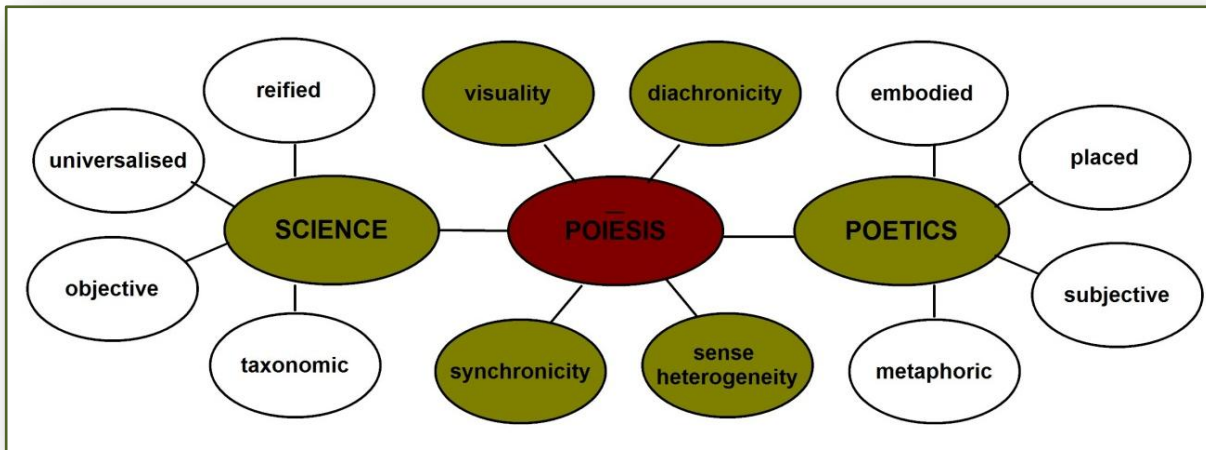 reified
visuality
diachronicity
embodied
universalised
placed
SCIENCE
POIĒSIS
POETICS
objective
subjective
taxonomic
synchronicity
sense
heterogeneity
metaphoric